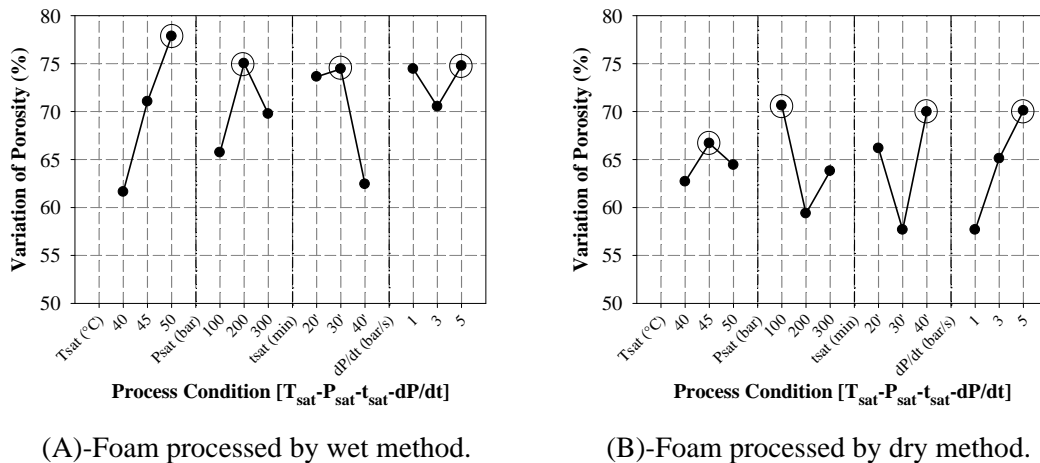 Variation of Porosity (%)
80
75
70
65
60
55
50
Tsat (°C)
40
45
50
Psat (bar)
100
200
300
tsat (min)
20'
30'
40'
dP/dt (bar/s)
1
3
5
Process Condition [Tsat-Psat-tsat-dP/dt]
(A)-Foam processed by wet method.
Variation of Porosity (%)
80
75
70
65
60
55
50
Tsat (°C)
40
45
50
Psat (bar)
100
200
300
tsat (min)
20'
30'
40'
dP/dt (bar/s)
1
3
5
Process Condition [Tsat-Psat-tsat-dP/dt]
(B)-Foam processed by dry method.